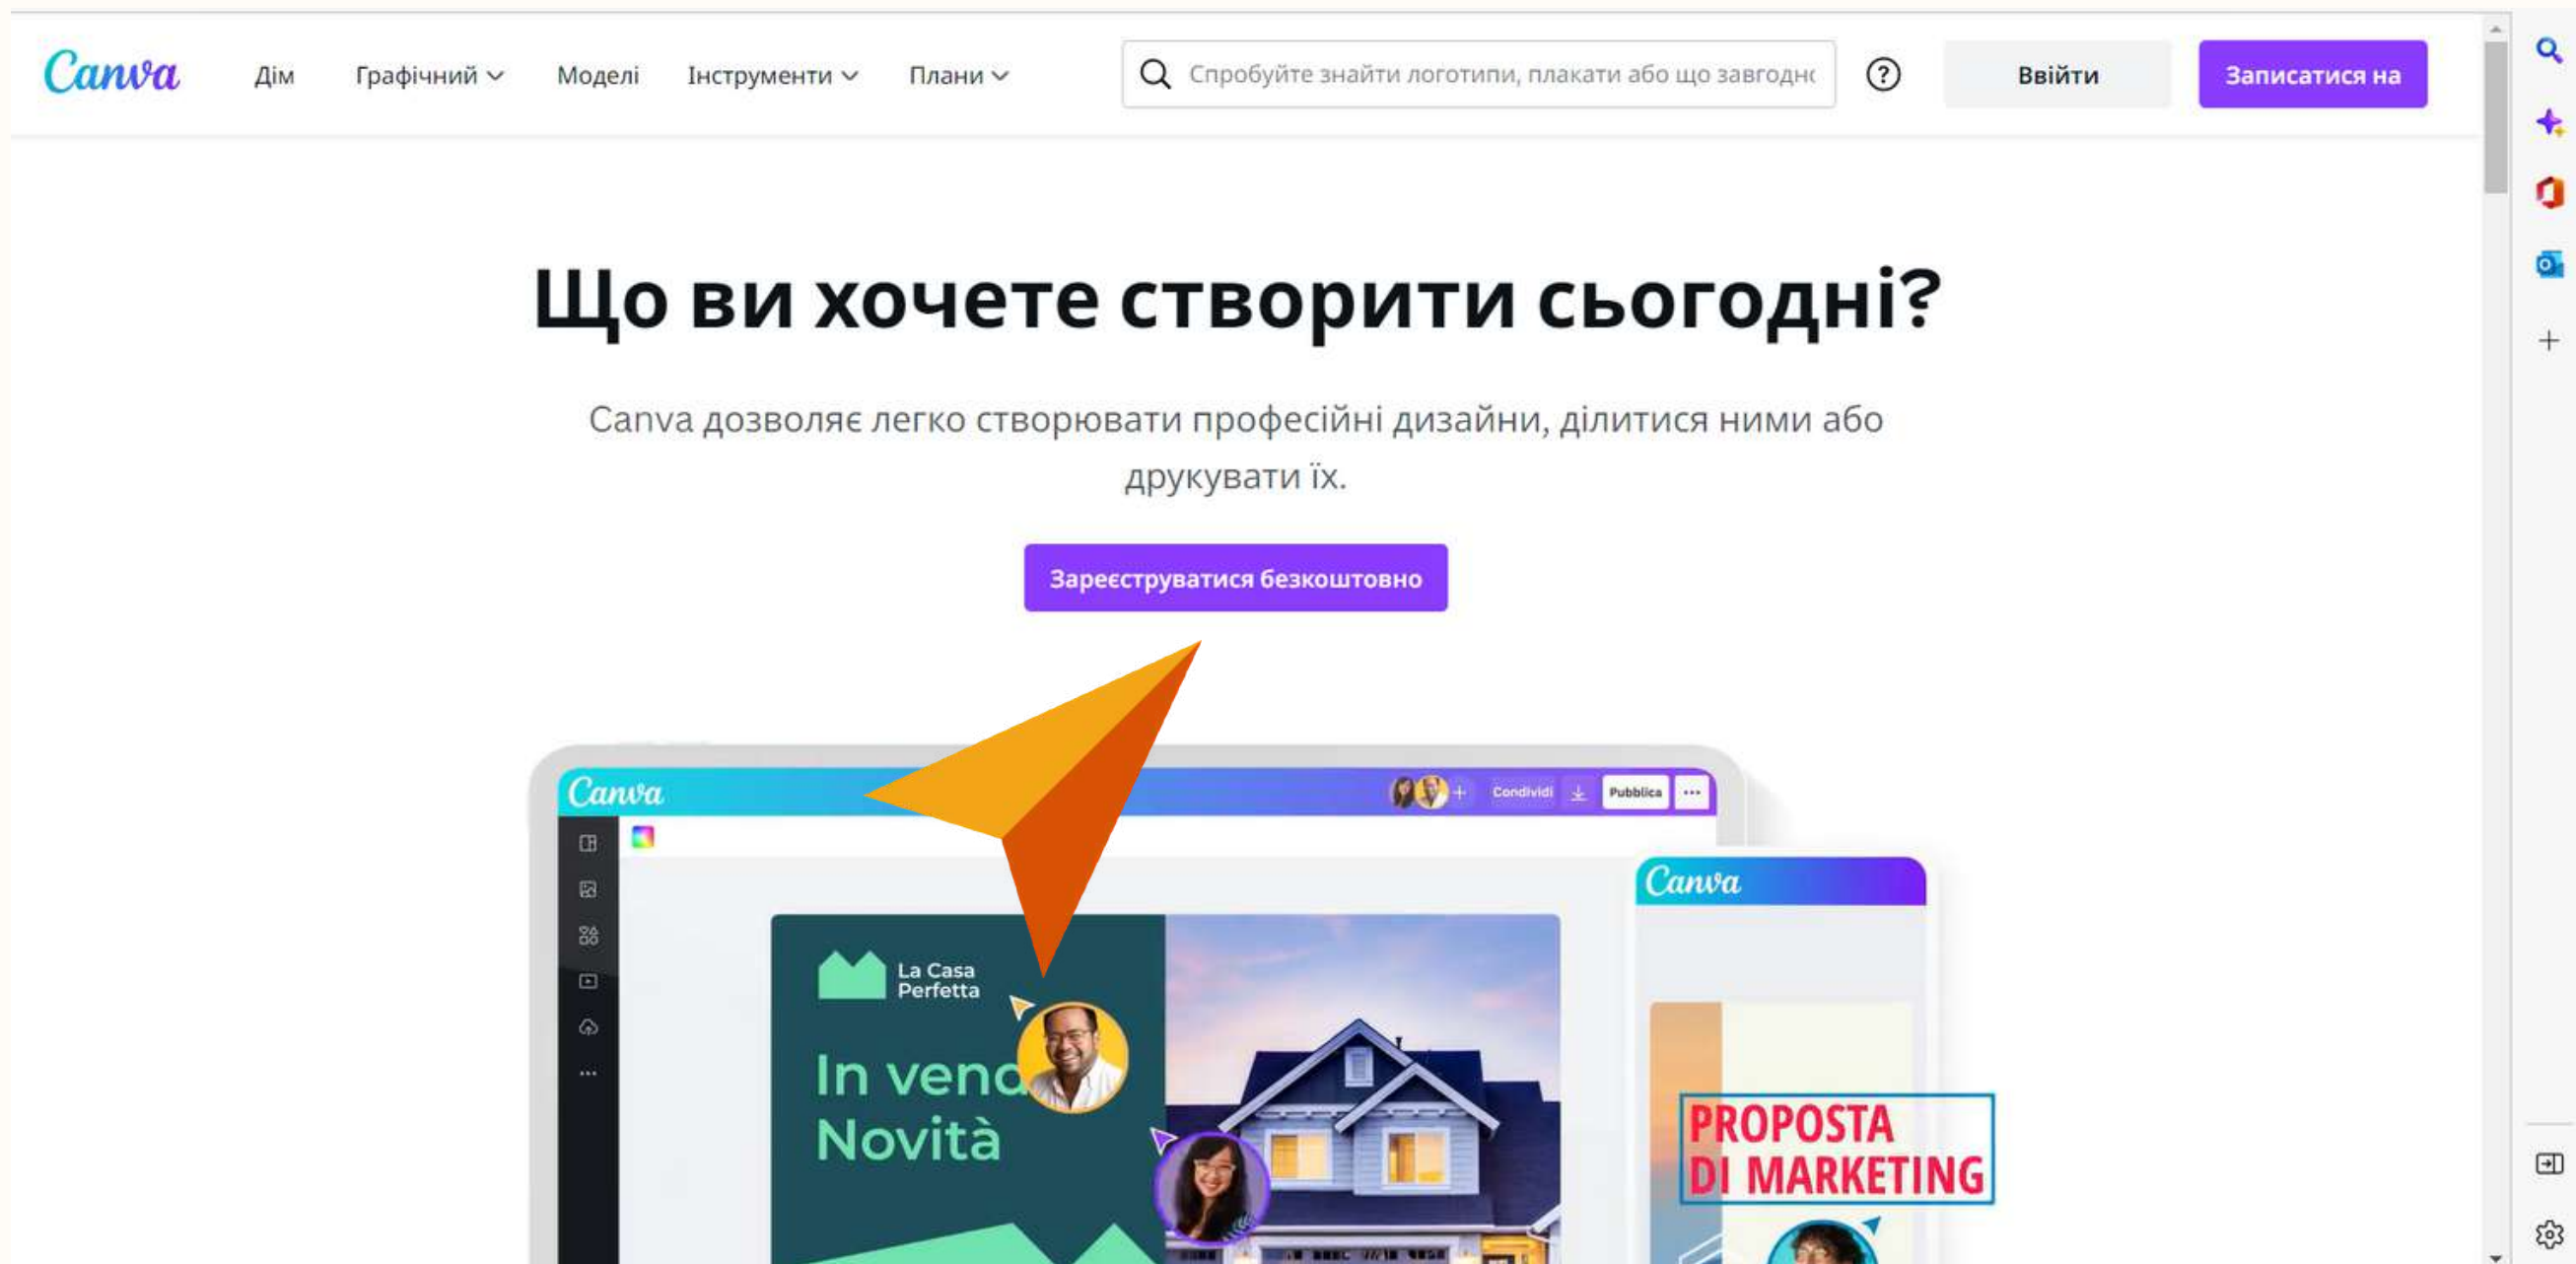 Canva
Дім
Графічний
Моделі
Інструменти
Плани
Спробуйте знайти логотипи, плакати або що завгодно
Ввійти
Записатися на
Що ви хочете створити сьогодні?
Canva дозволяє легко створювати професійні дизайни, ділитися ними або
друкувати їх.
Зареєструватися безкоштовно
Canva
Condividi
Pubblica
La Casa
Perfetta
In vend
Novità
Canva
PROPOSTA
DI MARKETING